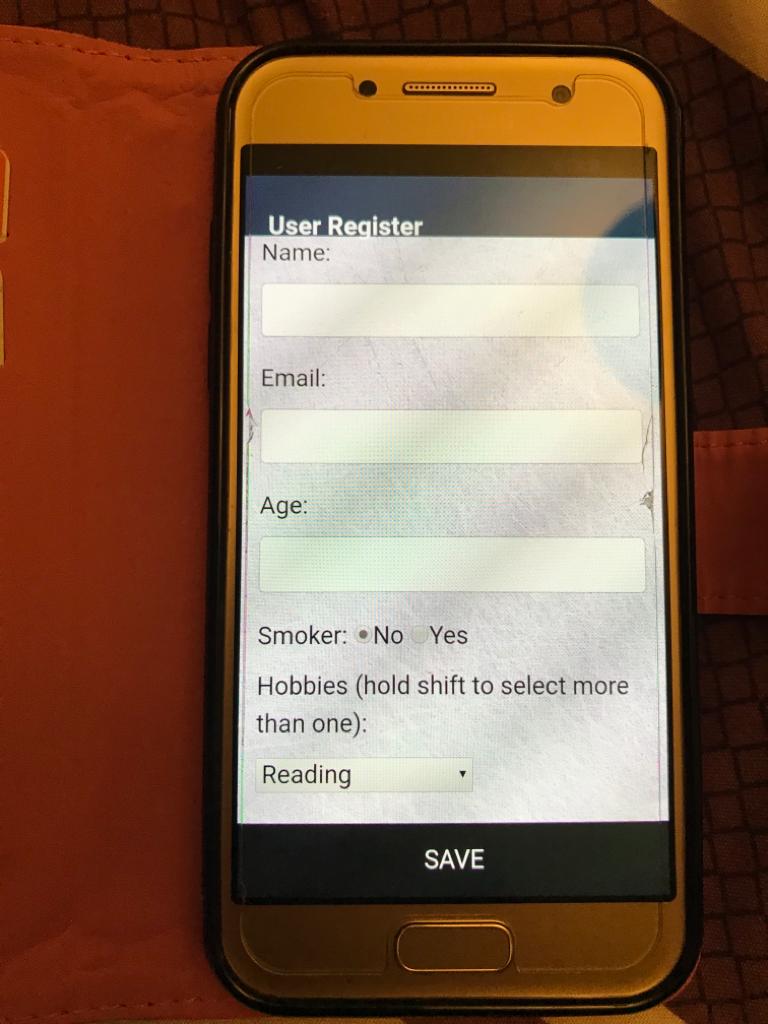 User Register
Name:
Email:
Age:
Smoker: No Yes
Hobbies (hold shift to select more
than one):
Reading
SAVE